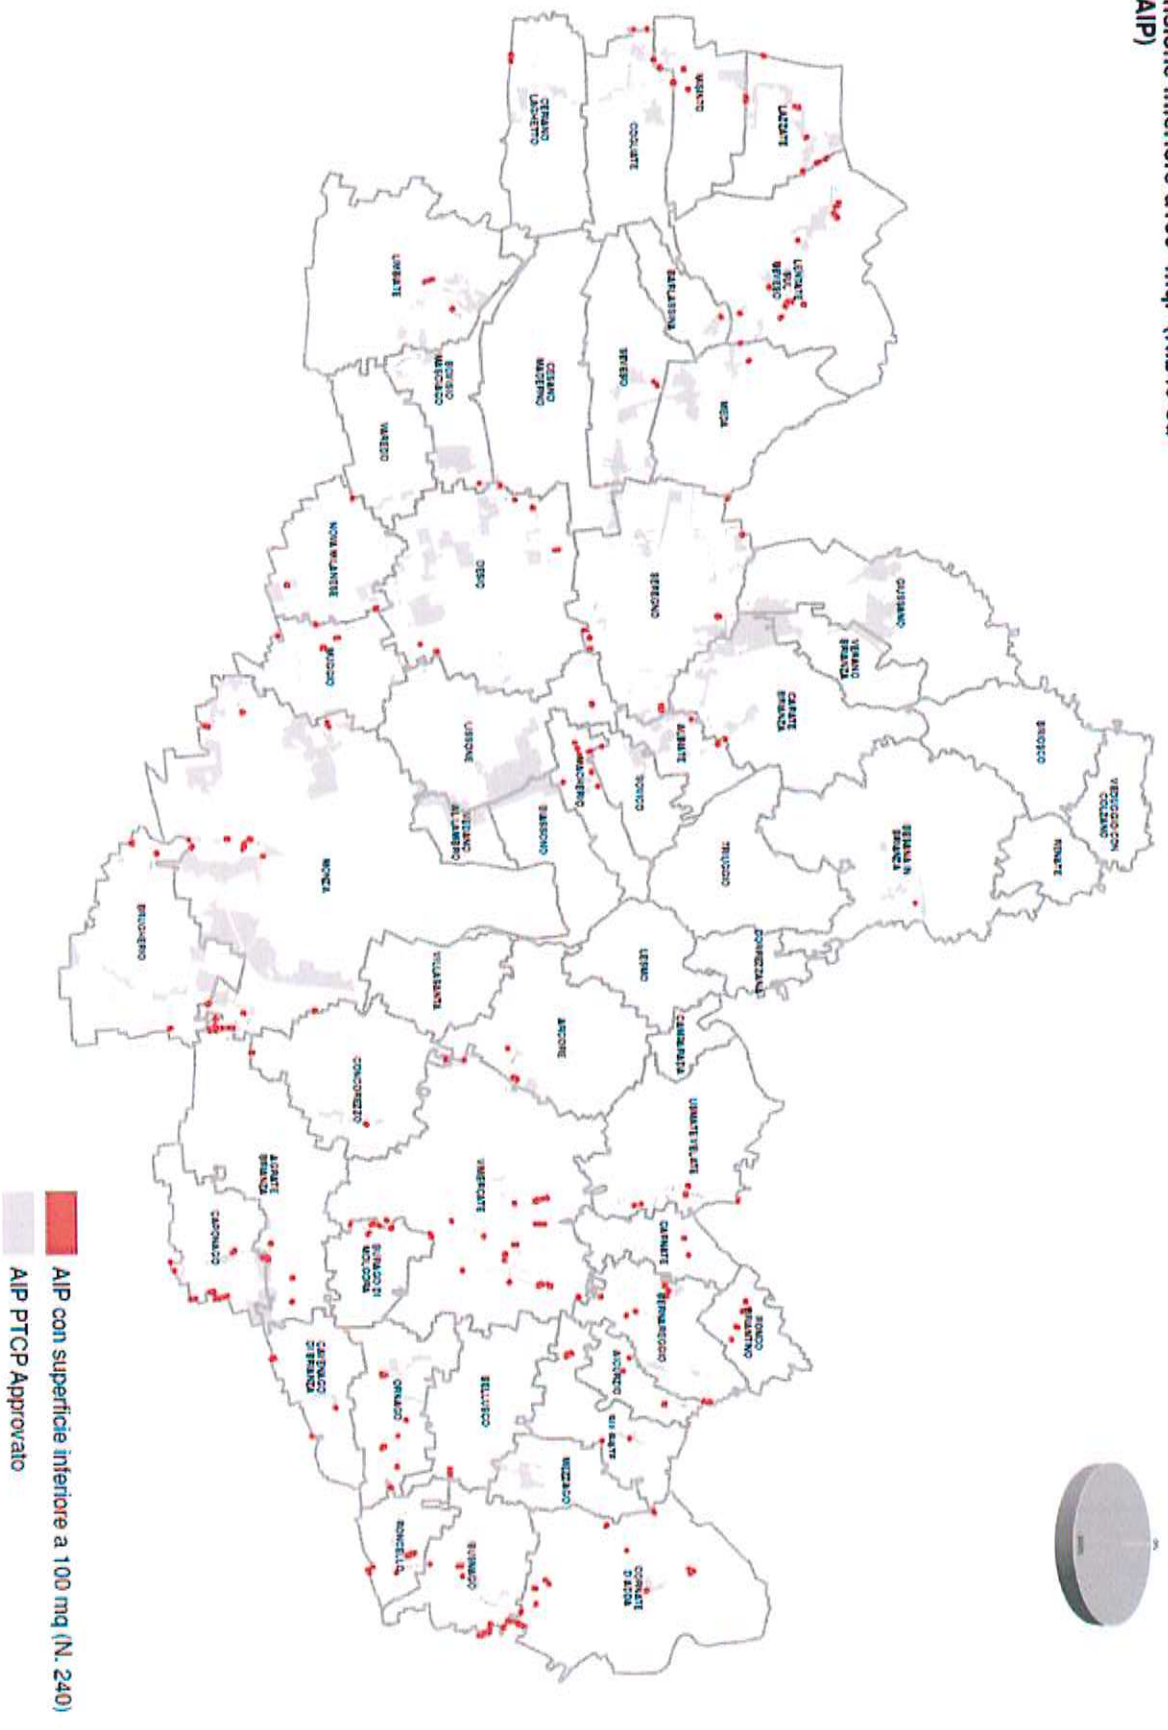 AIP)
LAZZATE
MISINTO
COGLIATE
CERIANO
LAGHETTO
LENTATE
SUL
SEVESO
BARLASSINA
MEDA
SEVESO
CESANO
MADERNO
LIMBIATE
BOVISIO
MASCIAGO
VAREDO
GIUSSANO
SEREGNO
DESIO
NOVA MILANESE
VERANO
BRIANZA
CARATE
BRIANZA
BRIOSCO
VEDUGGIO CON
COLZANO
RENATE
BESANA IN
BRIANZA
ALBIATE
SOVICO
MACHERIO
LISSONE
MUGGIO
BIASSONO
VEDANO
AL LAMBRO
TRIUGGIO
MONZA
CORREZZANA
LESMO
VILLASANTA
BRUGHERIO
CAMPARADA
ARCORE
CONCOREZZO
USMATE VELATE
VIMERCATE
AGRATE
BRIANZA
CARNATE
BURAGO DI
MOLGORA
CAPONAGO
RONCO
BRIANTINO
BERNAREGGIO
AICURZIO
BELLUSCO
ORNAGO
CAVENAGO
DI BRIANZA
MEZZAGO
CORNATE
D'ADDA
BUSNAGO
RONCELLO
AIP con superficie inferiore a 100 mq (N. 240)
AIP PTCP Approvato